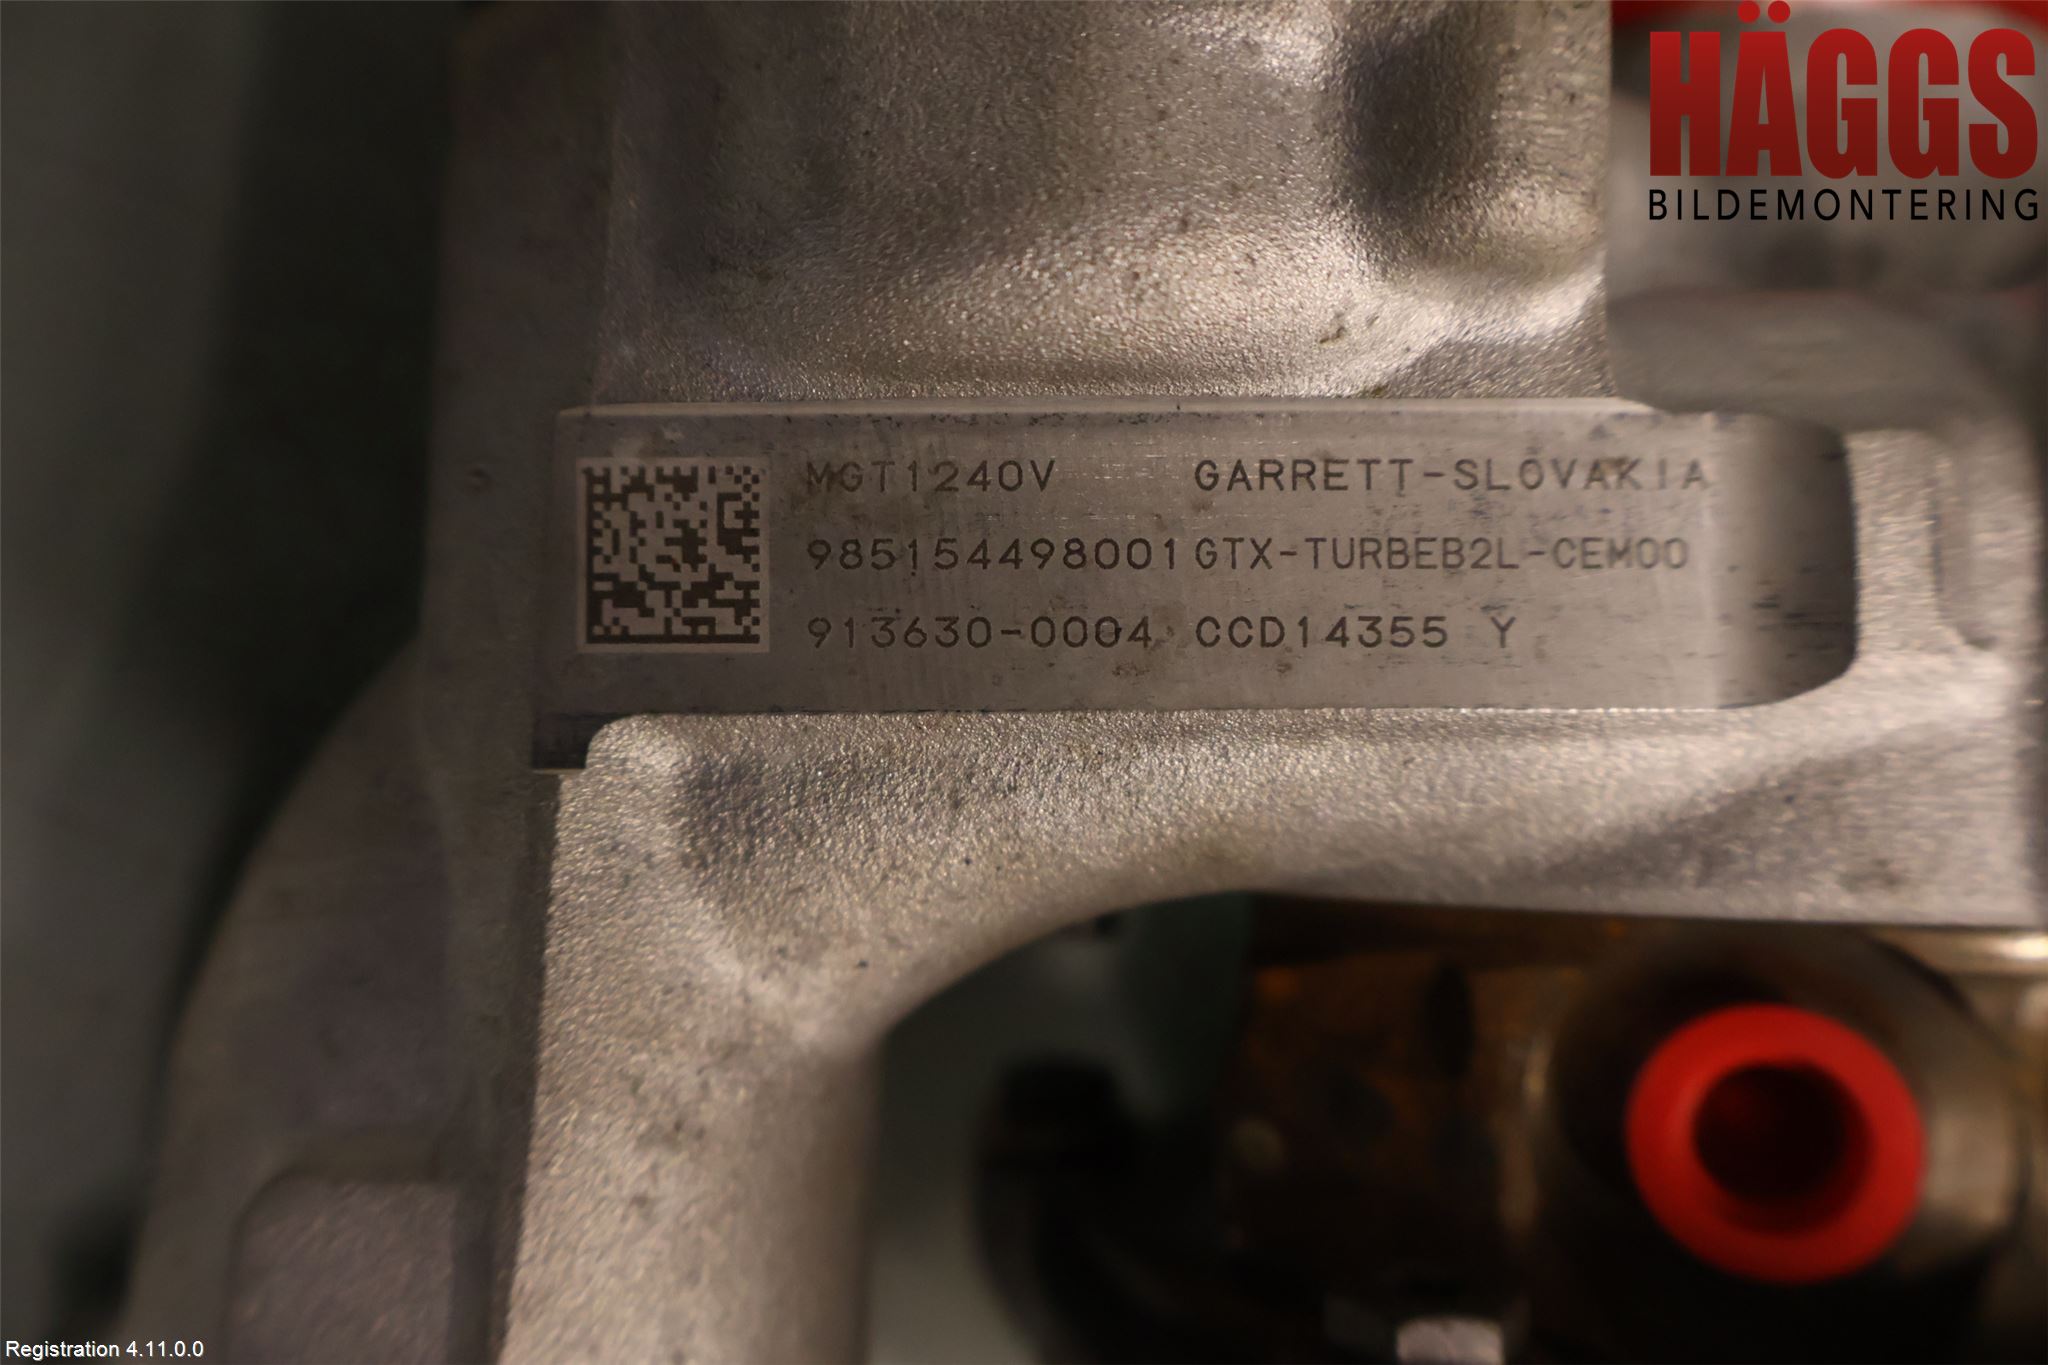 HÄGGS
BILDEMONTERING
MGT1240V GARRETT-SLOVAKIA
985154498001 GTX-TURBEB2L-CEM00
913630-0004 CCD14355 Y
Registration 4.11.0.0